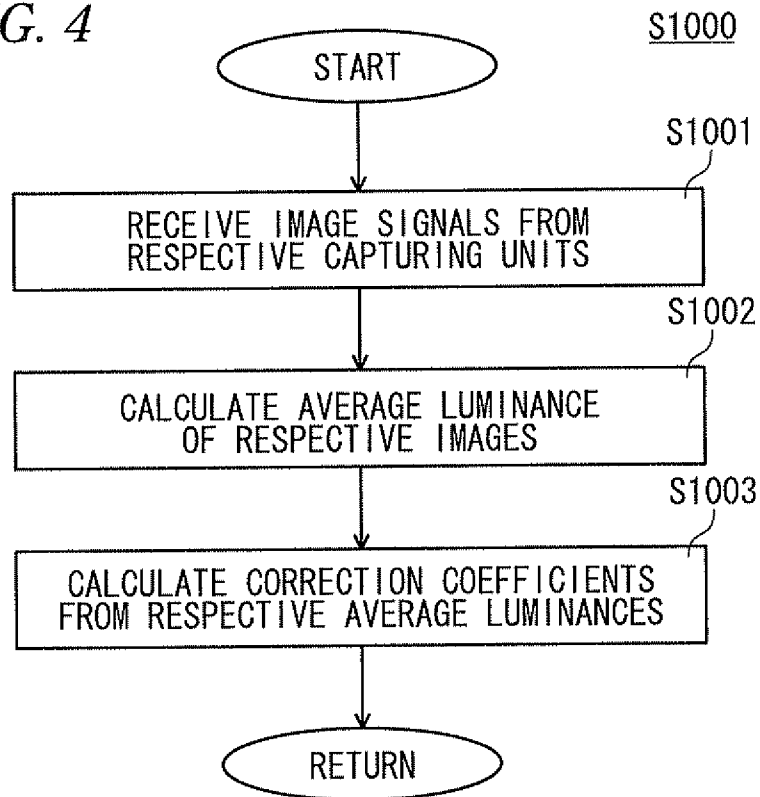 G. 4
S1000
START
S1001
RECEIVE IMAGE SIGNALS FROM
RESPECTIVE CAPTURING UNITS
S1002
CALCULATE AVERAGE LUMINANCE
OF RESPECTIVE IMAGES
S1003
CALCULATE CORRECTION COEFFICIENTS
FROM RESPECTIVE AVERAGE LUMINANCES
RETURN